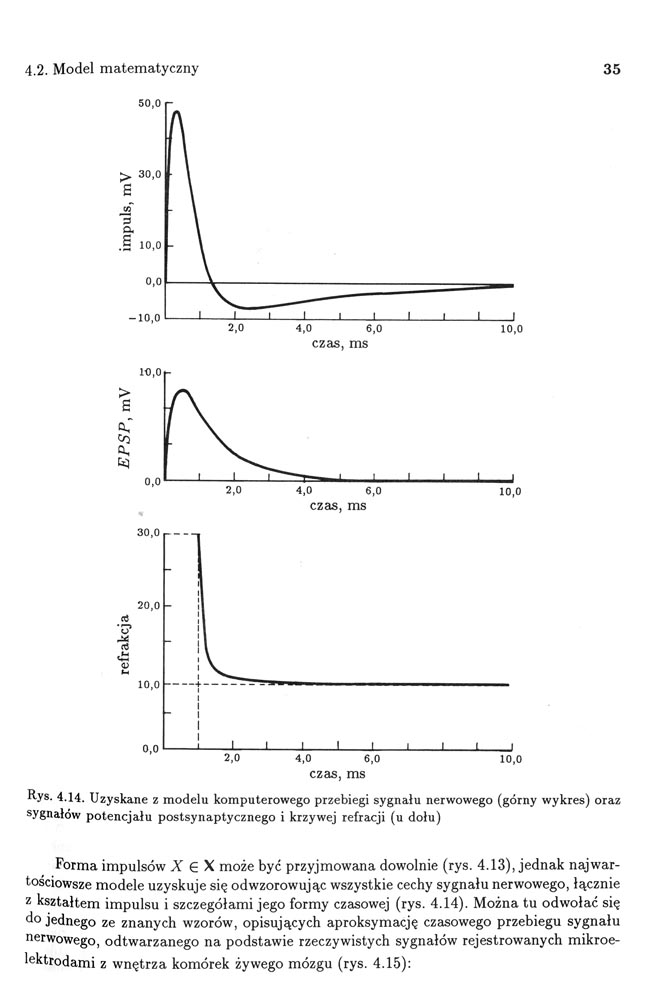 4.2. Model matematyczny 35
50,0
30,0
10,0
0,0
−10,0
impuls, mV
2,0 4,0 6,0 10,0
czas, ms
10,0
0,0
EPSP, mV
2,0 4,0 6,0 10,0
czas, ms
30,0
20,0
10,0
0,0
refrakcja
2,0 4,0 6,0 10,0
czas, ms
Rys. 4.14. Uzyskane z modelu komputerowego przebiegi sygnału nerwowego (górny wykres) oraz
sygnałów potencjału postsynaptycznego i krzywej refracji (u dołu)
Forma impulsów X ∈ X może być przyjmowana dowolnie (rys. 4.13), jednak najwar-
tościowsze modele uzyskuje się odwzorowując wszystkie cechy sygnału nerwowego, łącznie
z kształtem impulsu i szczegółami jego formy czasowej (rys. 4.14). Można tu odwołać się
do jednego ze znanych wzorów, opisujących aproksymację czasowego przebiegu sygnału
nerwowego, odtwarzanego na podstawie rzeczywistych sygnałów rejestrowanych mikroe-
lektrodami z wnętrza komórek żywego mózgu (rys. 4.15):